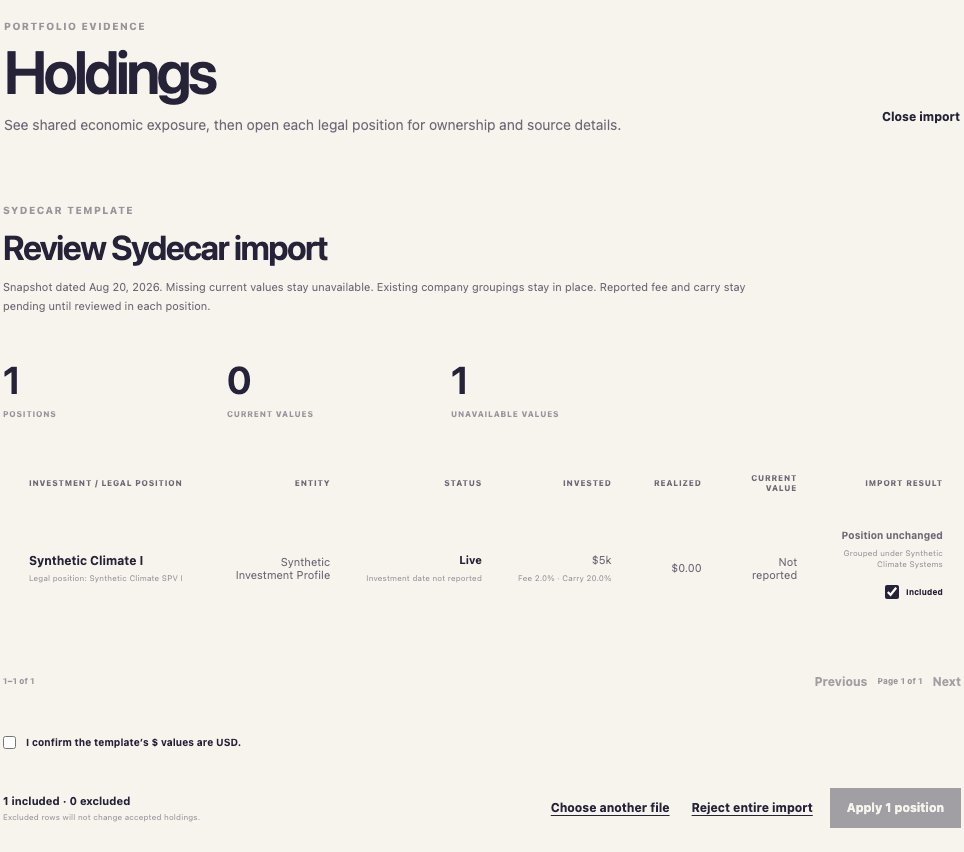 PORTFOLIO EVIDENCE
Holdings
See shared economic exposure, then open each legal position for ownership and source details.
Close import
SYDECAR TEMPLATE
Review Sydecar import
Snapshot dated Aug 20, 2026. Missing current values stay unavailable. Existing company groupings stay in place. Reported fee and carry stay
pending until reviewed in each position.
1
POSITIONS
0
CURRENT VALUES
1
UNAVAILABLE VALUES
INVESTMENT / LEGAL POSITION
ENTITY
STATUS
INVESTED
REALIZED
CURRENT
VALUE
IMPORT RESULT
Synthetic Climate I
Legal position: Synthetic Climate SPV I
Synthetic
Investment Profile
Live
Investment date not reported
$5k
Fee 2.0% · Carry 20.0%
$0.00
Not
reported
Position unchanged
Grouped under Synthetic
Climate Systems
Included
1–1 of 1
Previous
Page 1 of 1
Next
I confirm the template's $ values are USD.
1 included · 0 excluded
Excluded rows will not change accepted holdings.
Choose another file
Reject entire import
Apply 1 position